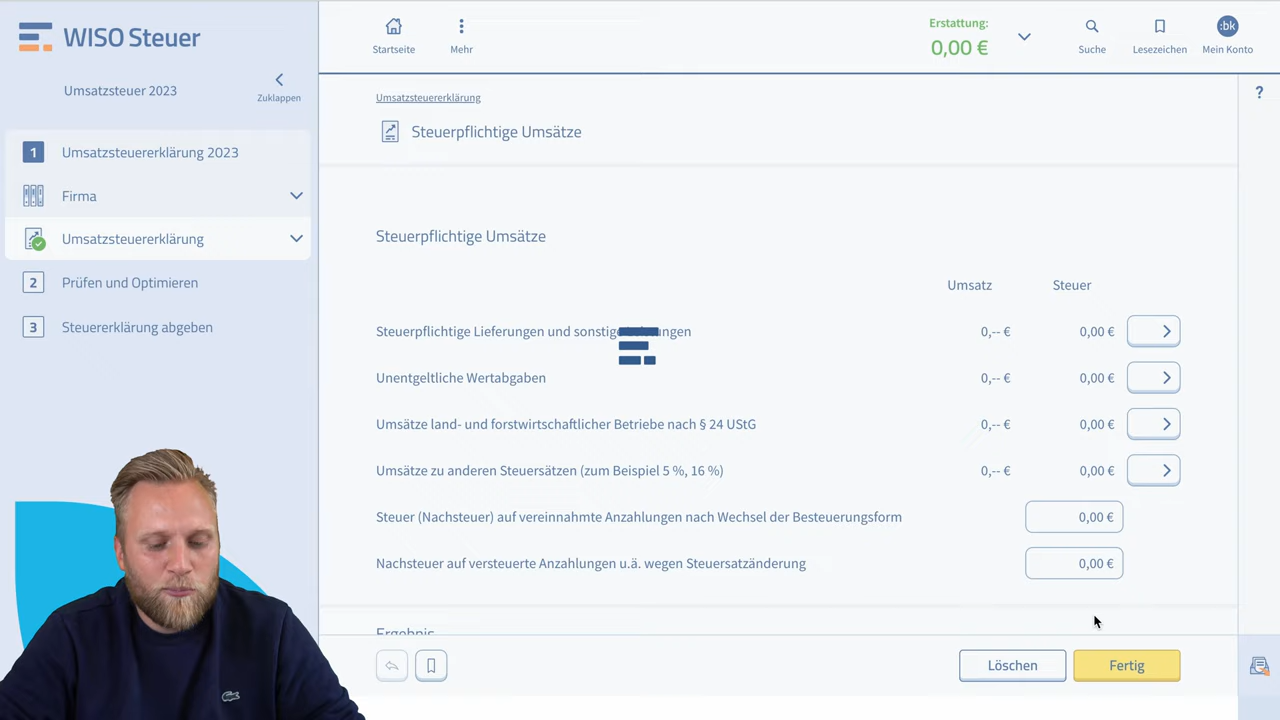 WISO Steuer
Startseite
Mehr
Erstattung:
0,00 €
Suche
:bk
Lesezeichen
Mein Konto
Umsatzsteuer 2023
Zuklappen
1 Umsatzsteuererklärung 2023
Firma
Umsatzsteuererklärung
2 Prüfen und Optimieren
3 Steuererklärung abgeben
Umsatzsteuererklärung
?
Steuerpflichtige Umsätze
Steuerpflichtige Umsätze
Umsatz Steuer
Steuerpflichtige Lieferungen und sonstige 0,-- € 0,00 €
Unentgeltliche Wertabgaben 0,-- € 0,00 €
Umsätze land- und forstwirtschaftlicher Betriebe nach § 24 UStG 0,-- € 0,00 €
Umsätze zu anderen Steuersätzen (zum Beispiel 5 %, 16 %) 0,-- € 0,00 €
Steuer (Nachsteuer) auf vereinnahmte Anzahlungen nach Wechsel der Besteuerungsform 0,00 €
Nachsteuer auf versteuerte Anzahlungen u.ä. wegen Steuersatzänderung 0,00 €
Ergebnis
Löschen
Fertig